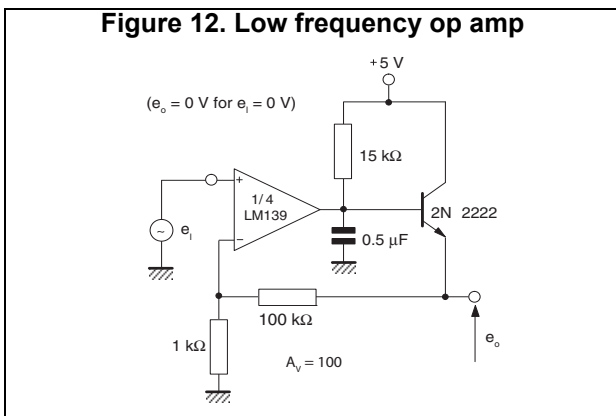 Figure 12. Low frequency op amp
+5 V
(eo = 0 V for eI = 0 V)
15 kΩ
+
1/4
LM139
2N 2222
~
eI
0.5 µF
−
100 kΩ
1 kΩ
AV = 100
eo